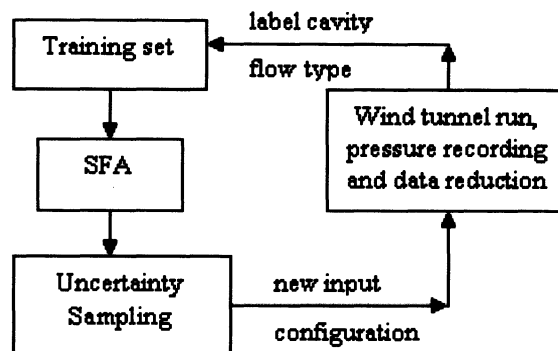 Training set
label cavity
flow type
Wind tunnel run,
pressure recording
and data reduction
SFA
Uncertainty
Sampling
new input
configuration